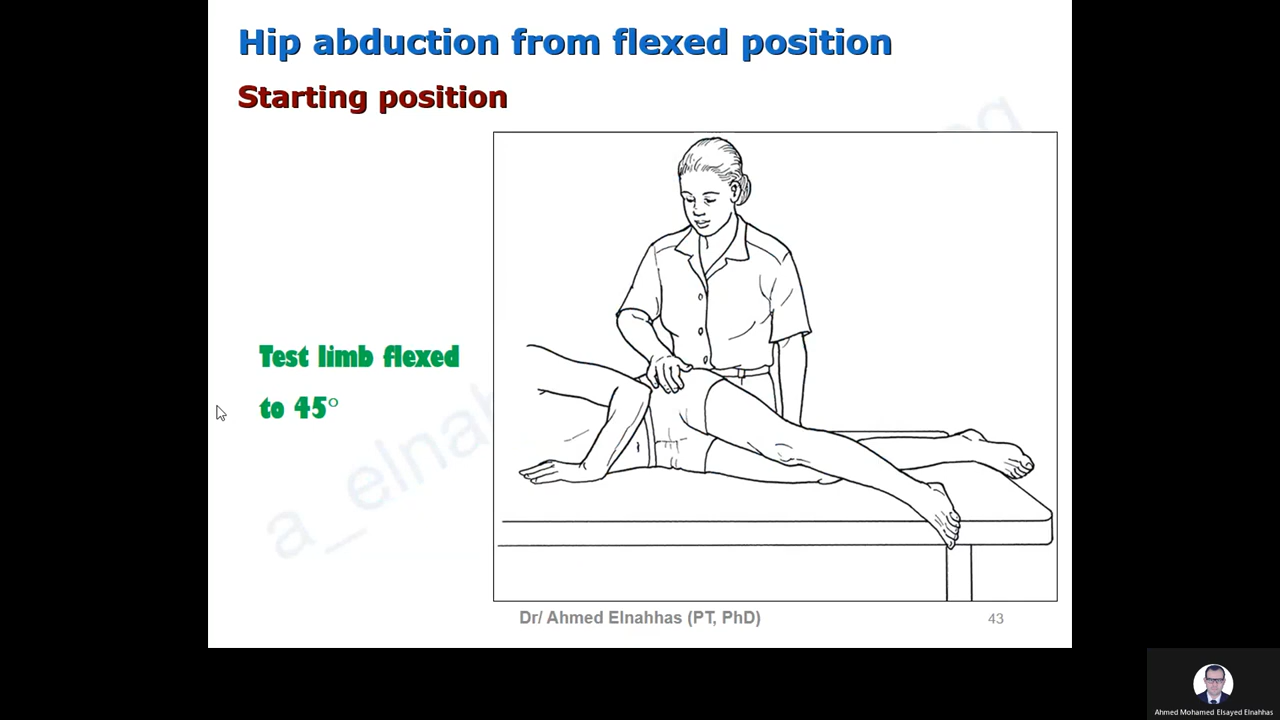 Hip abduction from flexed position
Starting position
Test limb flexed
to 45°
Dr/ Ahmed Elnahhas (PT, PhD)
43
Ahmed Mohamed Elsayed Elnahhas